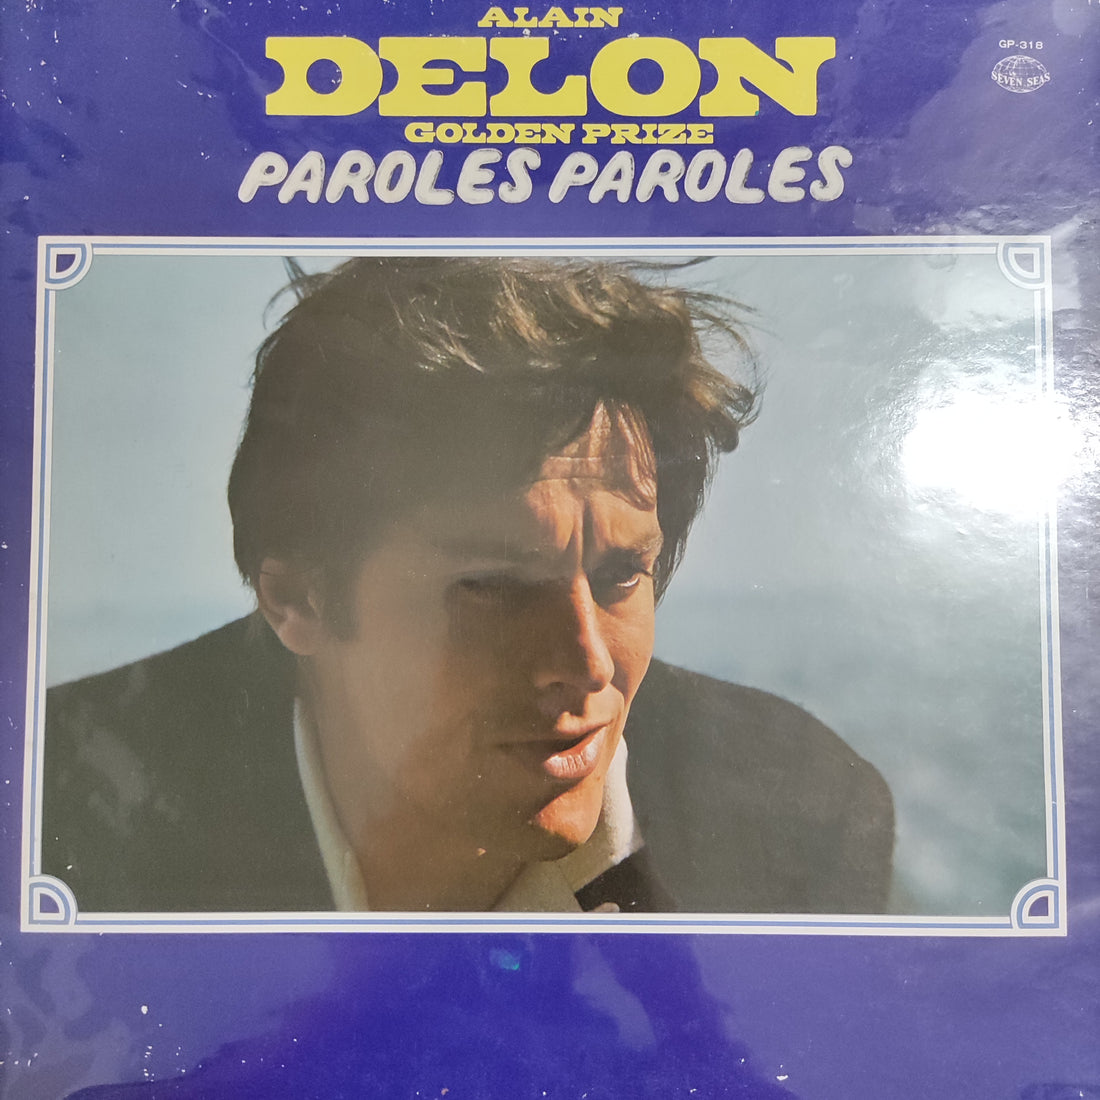 ALAIN
DELON
GOLDEN PRIZE
PAROLES PAROLES
GP-318
SEVEN SEAS